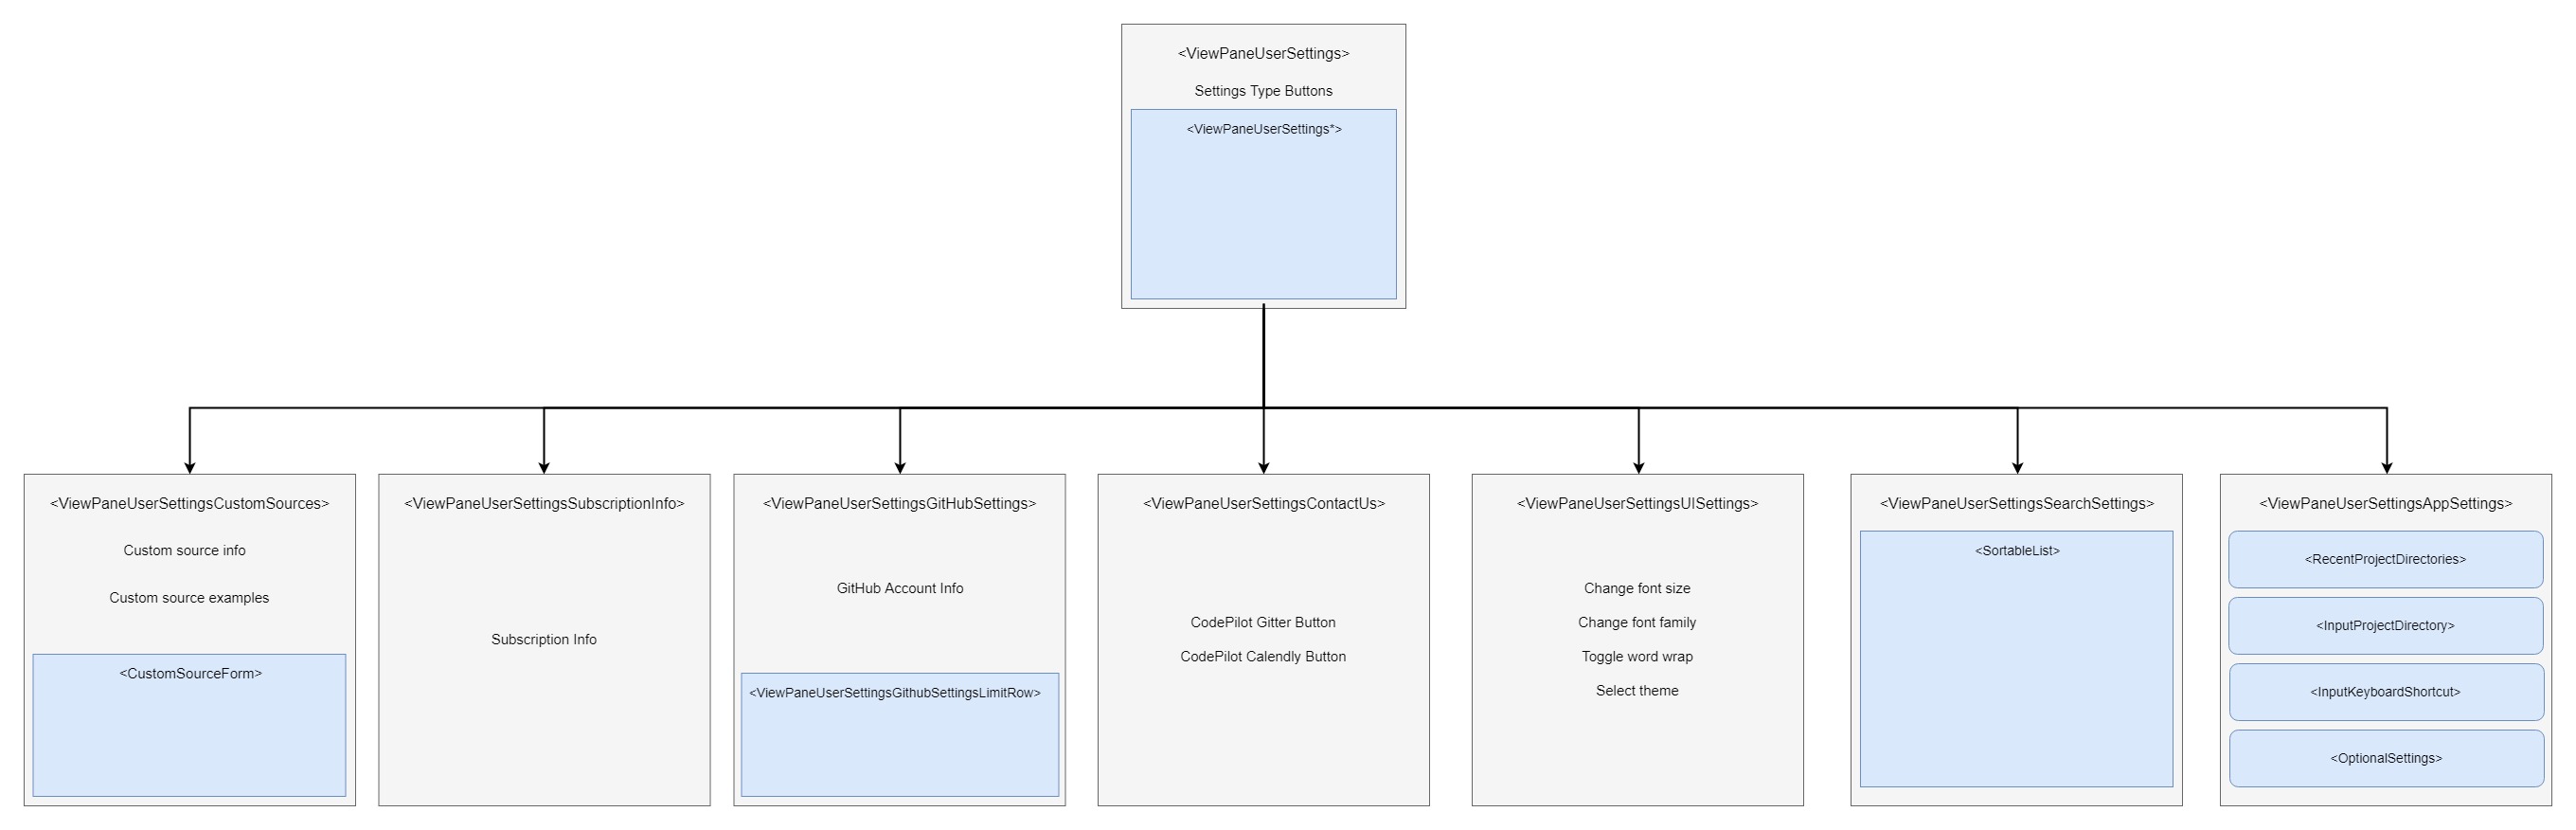 <ViewPaneUserSettings>
Settings Type Buttons
<ViewPaneUserSettings*>
<ViewPaneUserSettingsCustomSources>
Custom source info
Custom source examples
<CustomSourceForm>
<ViewPaneUserSettingsSubscriptionInfo>
Subscription Info
<ViewPaneUserSettingsGitHubSettings>
GitHub Account Info
<ViewPaneUserSettingsGithubSettingsLimitRow>
<ViewPaneUserSettingsContactUs>
CodePilot Gitter Button
CodePilot Calendly Button
<ViewPaneUserSettingsUISettings>
Change font size
Change font family
Toggle word wrap
Select theme
<ViewPaneUserSettingsSearchSettings>
<SortableList>
<ViewPaneUserSettingsAppSettings>
<RecentProjectDirectories>
<InputProjectDirectory>
<InputKeyboardShortcut>
<OptionalSettings>